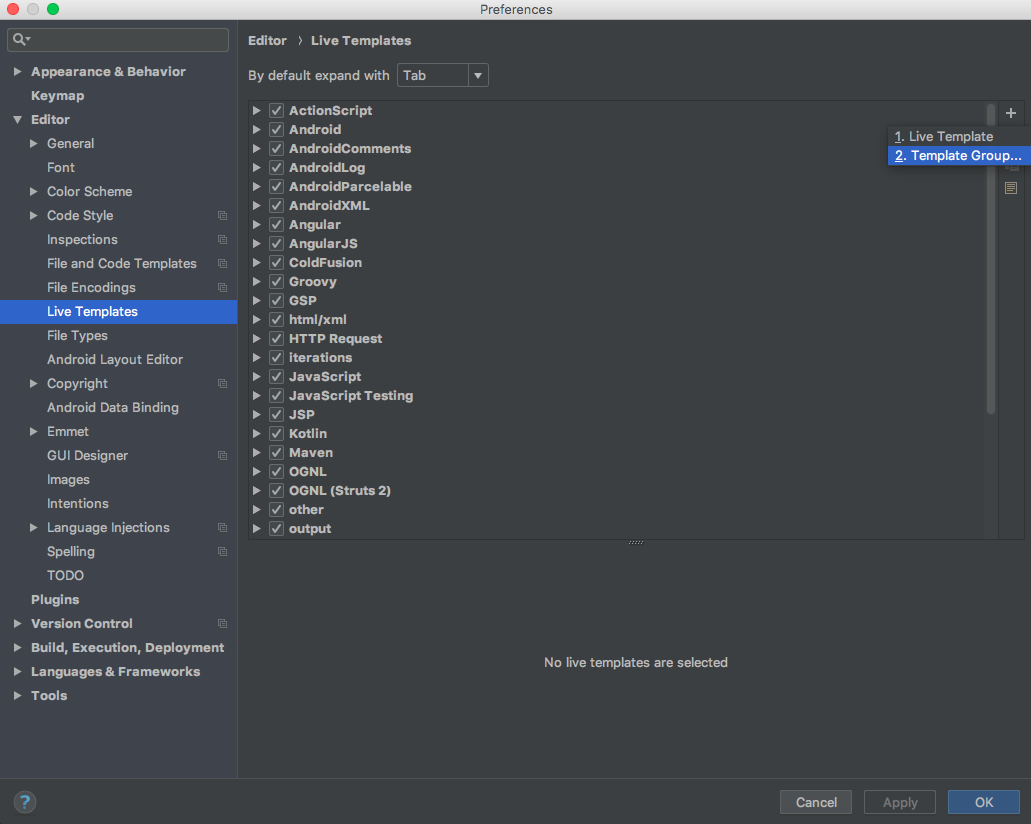 Preferences
Appearance & Behavior
Keymap
Editor
General
Font
Color Scheme
Code Style
Inspections
File and Code Templates
File Encodings
Live Templates
File Types
Android Layout Editor
Copyright
Android Data Binding
Emmet
GUI Designer
Images
Intentions
Language Injections
Spelling
TODO
Plugins
Version Control
Build, Execution, Deployment
Languages & Frameworks
Tools
Editor › Live Templates
By default expand with Tab
ActionScript
Android
AndroidComments
AndroidLog
AndroidParcelable
AndroidXML
Angular
AngularJS
ColdFusion
Groovy
GSP
html/xml
HTTP Request
iterations
JavaScript
JavaScript Testing
JSP
Kotlin
Maven
OGNL
OGNL (Struts 2)
other
output
1. Live Template
2. Template Group...
No live templates are selected
?
Cancel
Apply
OK